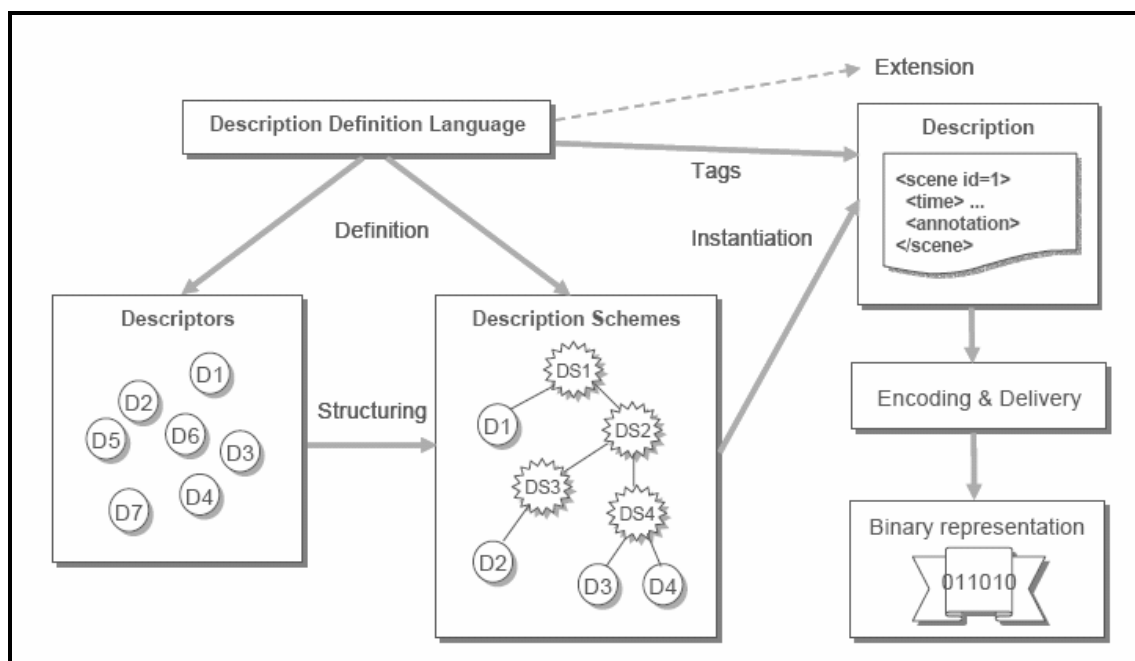 Extension
Description Definition Language
Description
Tags
<scene id=1>
<time> ...
<annotation>
</scene>
Definition
Instantiation
Descriptors
D1
D2
D5
D6
D3
D4
D7
Structuring
Description Schemes
DS1
D1
DS2
DS3
DS4
D2
D3
D4
Encoding & Delivery
Binary representation
011010